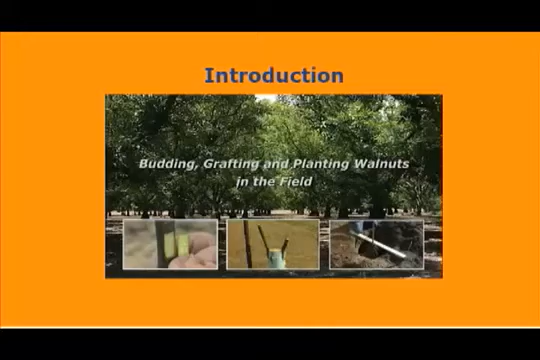 Introduction
Budding, Grafting and Planting Walnuts
in the Field